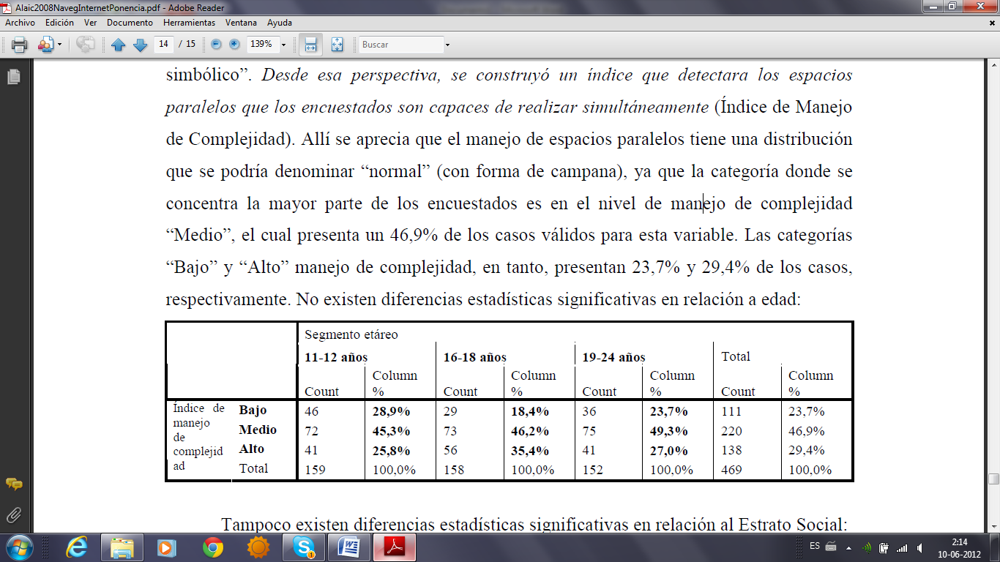 Alaic2008NavegInternetPonencia.pdf - Adobe Reader
Archivo Edición Ver Documento Herramientas Ventana Ayuda
14 / 15 139% Buscar
simbólico”. Desde esa perspectiva, se construyó un índice que detectara los espacios
paralelos que los encuestados son capaces de realizar simultáneamente (Índice de Manejo
de Complejidad). Allí se aprecia que el manejo de espacios paralelos tiene una distribución
que se podría denominar “normal” (con forma de campana), ya que la categoría donde se
concentra la mayor parte de los encuestados es en el nivel de manejo de complejidad
“Medio”, el cual presenta un 46,9% de los casos válidos para esta variable. Las categorías
“Bajo” y “Alto” manejo de complejidad, en tanto, presentan 23,7% y 29,4% de los casos,
respectivamente. No existen diferencias estadísticas significativas en relación a edad:
Segmento etáreo
11-12 años 16-18 años 19-24 años Total
Column Column Column Column
Count % Count % Count % Count %
Índice de
manejo
de
complejid
ad
Bajo 46 28,9% 29 18,4% 36 23,7% 111 23,7%
Medio 72 45,3% 73 46,2% 75 49,3% 220 46,9%
Alto 41 25,8% 56 35,4% 41 27,0% 138 29,4%
Total 159 100,0% 158 100,0% 152 100,0% 469 100,0%
Tampoco existen diferencias estadísticas significativas en relación al Estrato Social:
ES
2:14
10-06-2012